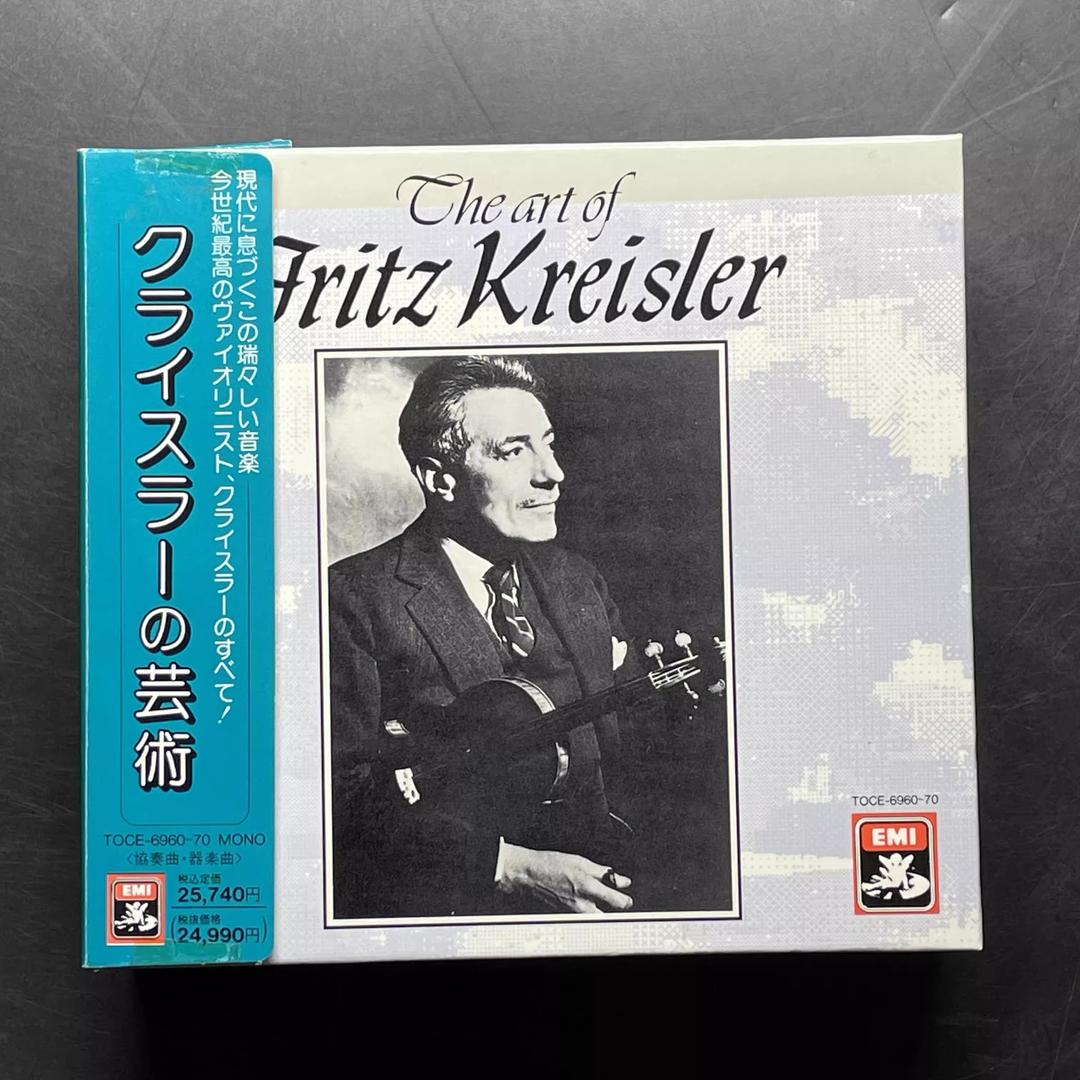 現代に息づくこの瑞々しい音楽
今世紀最高のヴァイオリニスト、クライスラーのすべて!
クライスラーの芸術
TOCE-6960-70 MONO
〈協奏曲・器楽曲〉
EMI
税込定価
25,740円
(税抜価格
24,990円)
The art of
Fritz Kreisler
TOCE-6960-70
EMI